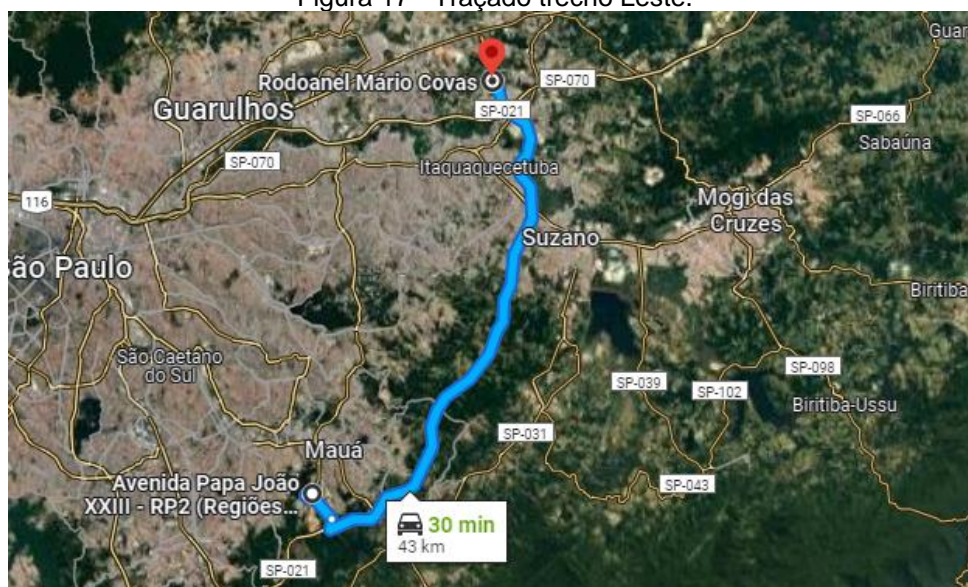 Figura 17 - Traçado trecho Leste.
Guar
Rodoanel Mário Covas
SP-070
Guarulhos
SP-021
SP-066
Sabaúna
SP-070
Itaquaquecetuba
116
Mogi das
Cruzes
Suzano
São Paulo
Biritiba
São Caetano
do Sul
SP-039
SP-102
SP-098
Biritiba-Ussu
SP-031
Mauá
Avenida Papa João
XXIII - RP2 (Regiões...
SP-043
30 min
43 km
SP-021